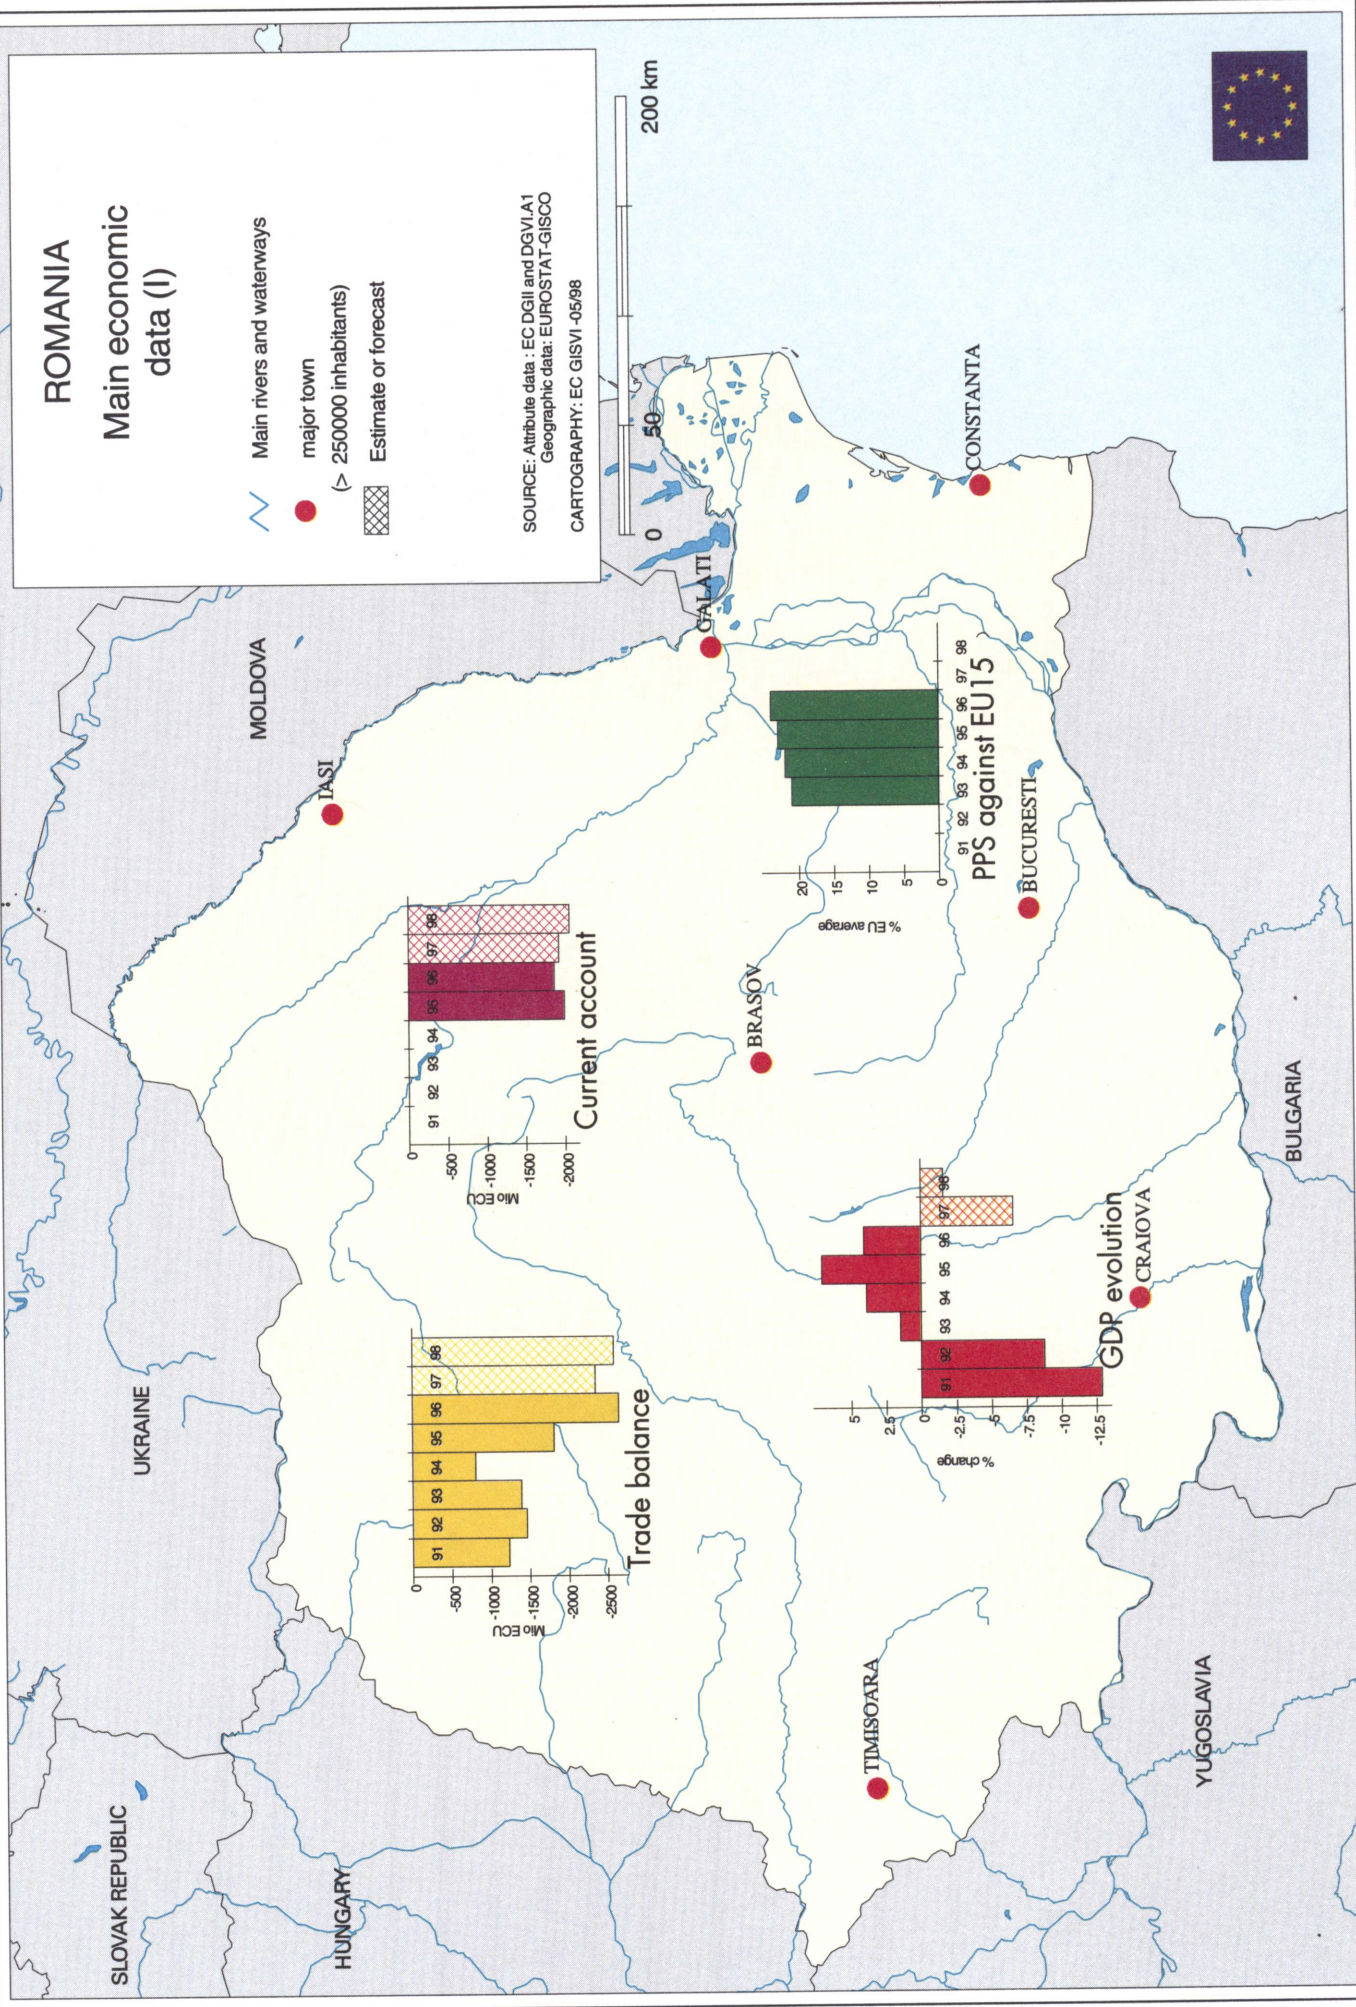 ROMANIA
Main economic
data (I)
Main rivers and waterways
major town
(> 250000 inhabitants)
Estimate or forecast
SOURCE: Attribute data : EC DGII and DGVI.A1
Geographic data: EUROSTAT-GISCO
CARTOGRAPHY: EC GISVI -05/98
0 50 200 km
SLOVAK REPUBLIC
UKRAINE
MOLDOVA
HUNGARY
IASI
0
-500
-1000
-1500
-2000
-2500
Mio ECU
91 92 93 94 95 96 97 98
Trade balance
0
-500
-1000
-1500
-2000
Mio ECU
91 92 93 94 95 96 97 98
Current account
GALATI
BRASOV
TIMISOARA
5
2.5
0
-2.5
-5
-7.5
-10
-12.5
% change
91 92 93 94 95 96 97 98
GDP evolution
20
15
10
5
0
% EU average
91 92 93 94 95 96 97 98
PPS against EU15
CONSTANTA
BUCURESTI
CRAIOVA
YUGOSLAVIA
BULGARIA